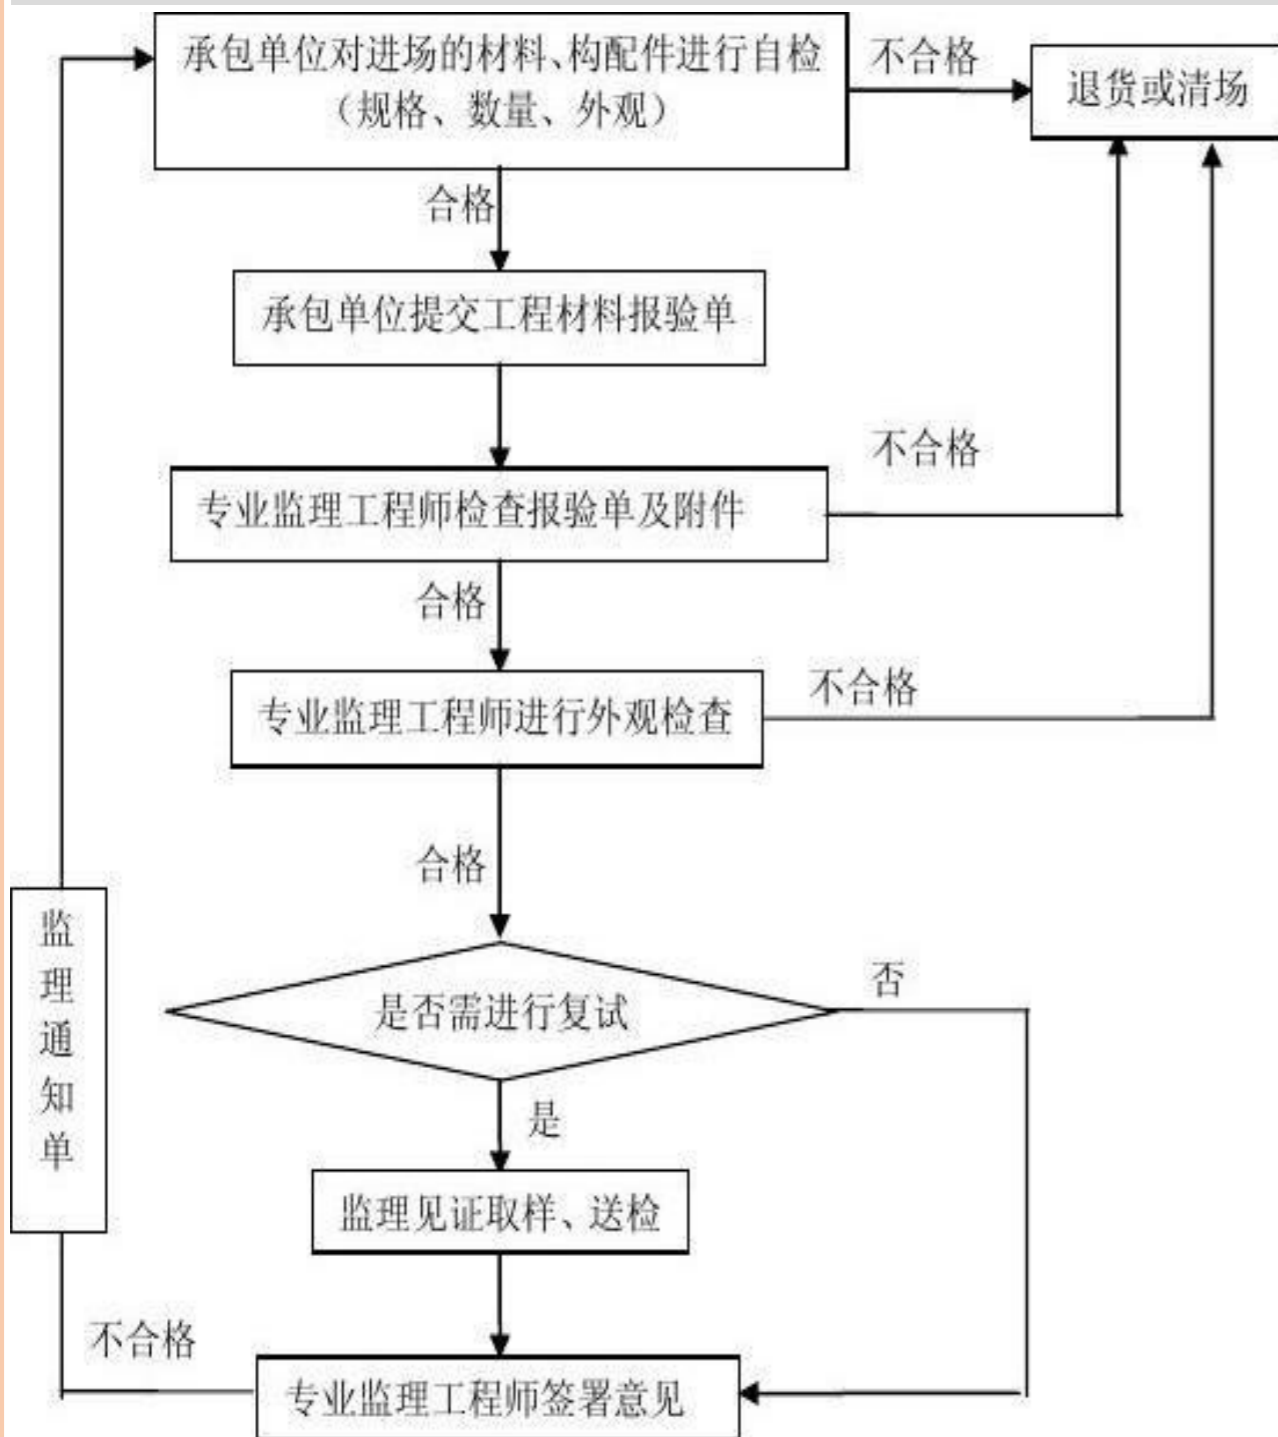 承包单位对进场的材料、构配件进行自检
（规格、数量、外观）
不合格
退货或清场
合格
承包单位提交工程材料报验单
不合格
专业监理工程师检查报验单及附件
合格
不合格
专业监理工程师进行外观检查
合格
监理通知单
否
是否需进行复试
是
监理见证取样、送检
不合格
专业监理工程师签署意见